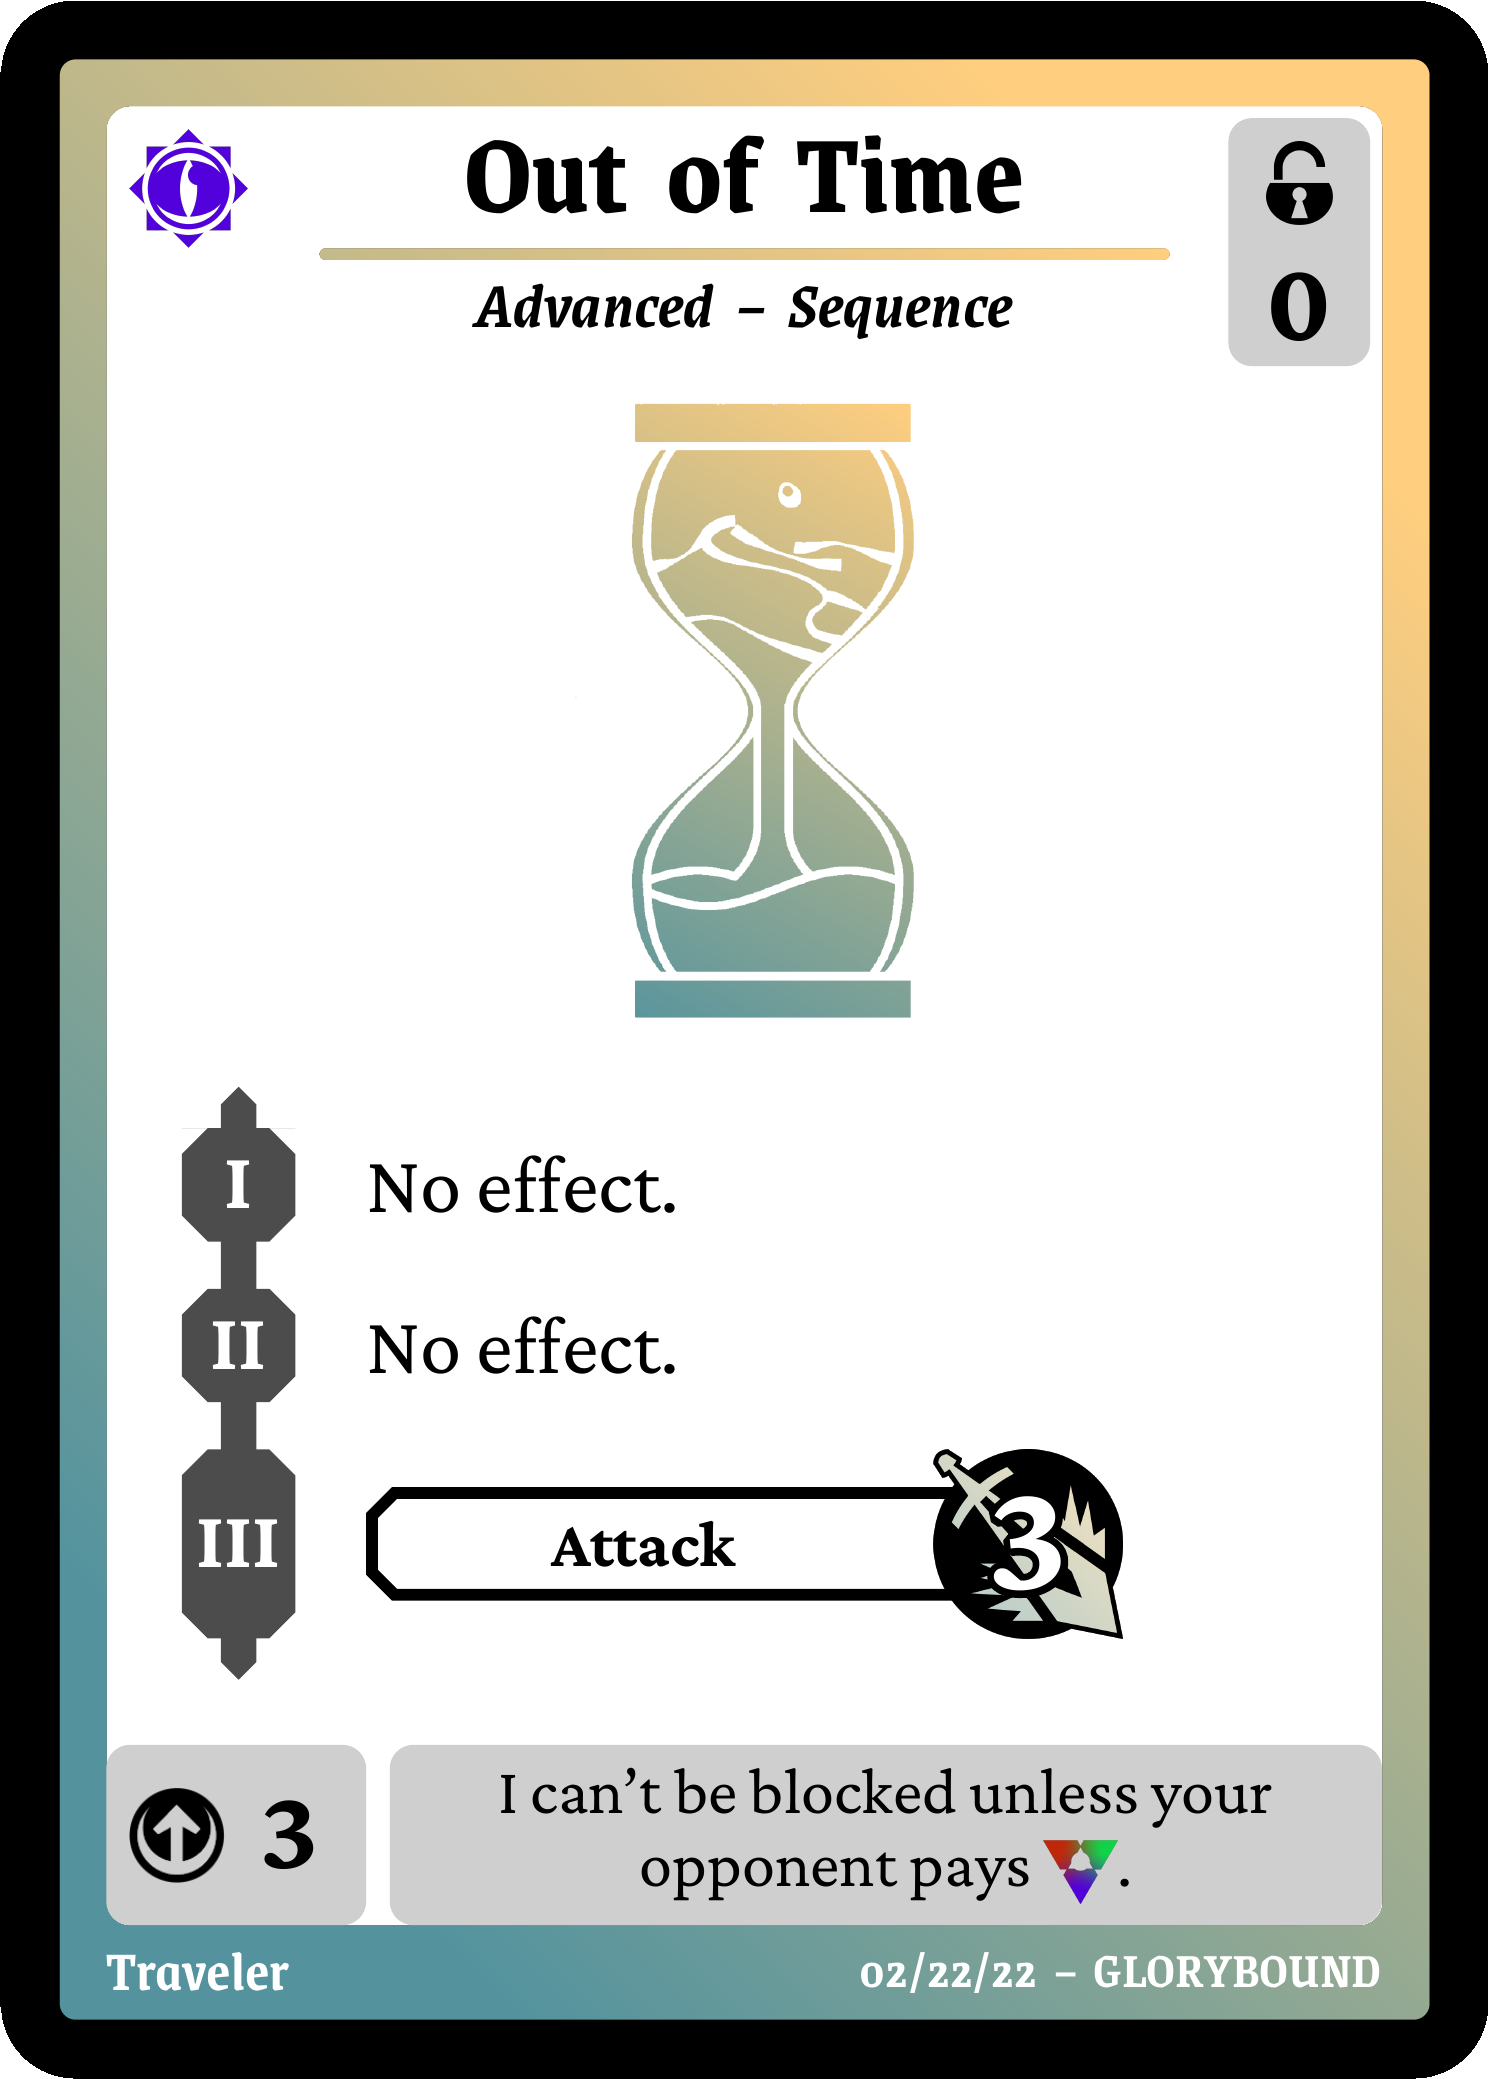 Out of Time
Advanced – Sequence
0
I
No effect.
II
No effect.
III
Attack
3
3
I can’t be blocked unless your
opponent pays .
Traveler
02/22/22 – GLORYBOUND